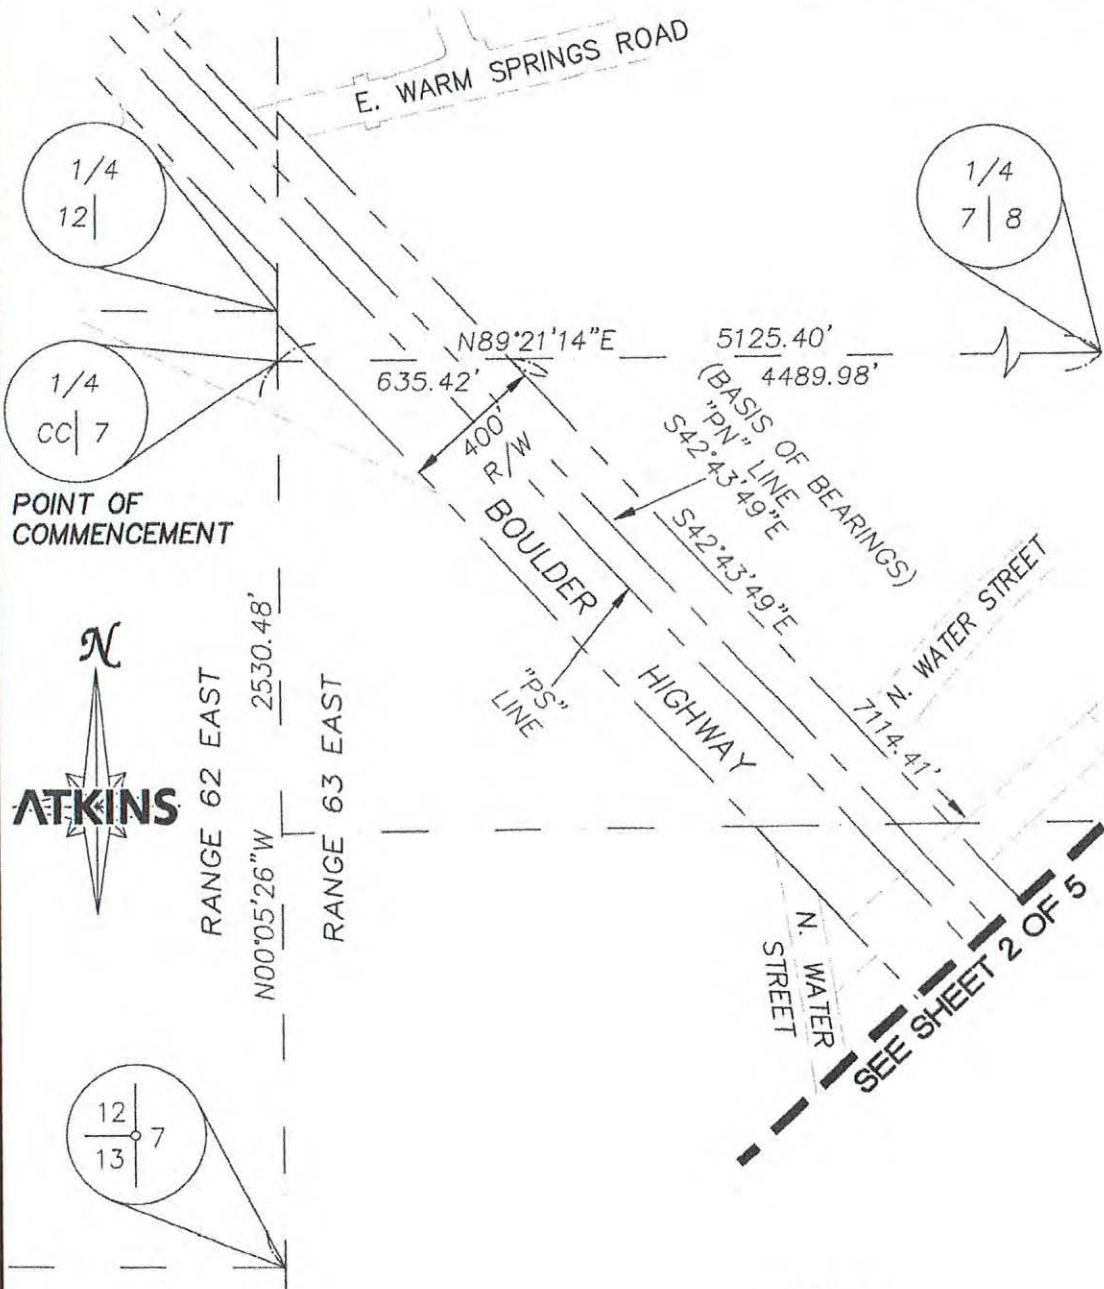 E. WARM SPRINGS ROAD
1/4
12
1/4
7 8
N89°21'14"E
5125.40'
635.42'
4489.98'
1/4
CC 7
POINT OF
COMMENCEMENT
400'
R/W
(BASIS OF BEARINGS)
"PN" LINE
S42°43'49"E
S42°43'49"E
BOULDER
HIGHWAY
"PS"
LINE
N. WATER STREET
7114.41'
N
ATKINS
RANGE 62 EAST
N00°05'26"W 2530.48'
RANGE 63 EAST
N. WATER
STREET
SEE SHEET 2 OF 5
12
7
13